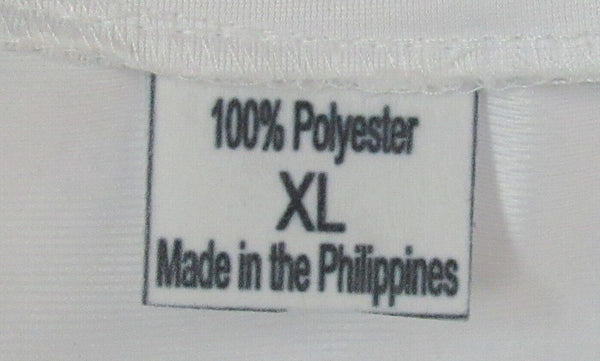 100% Polyester
XL
Made in the Philippines